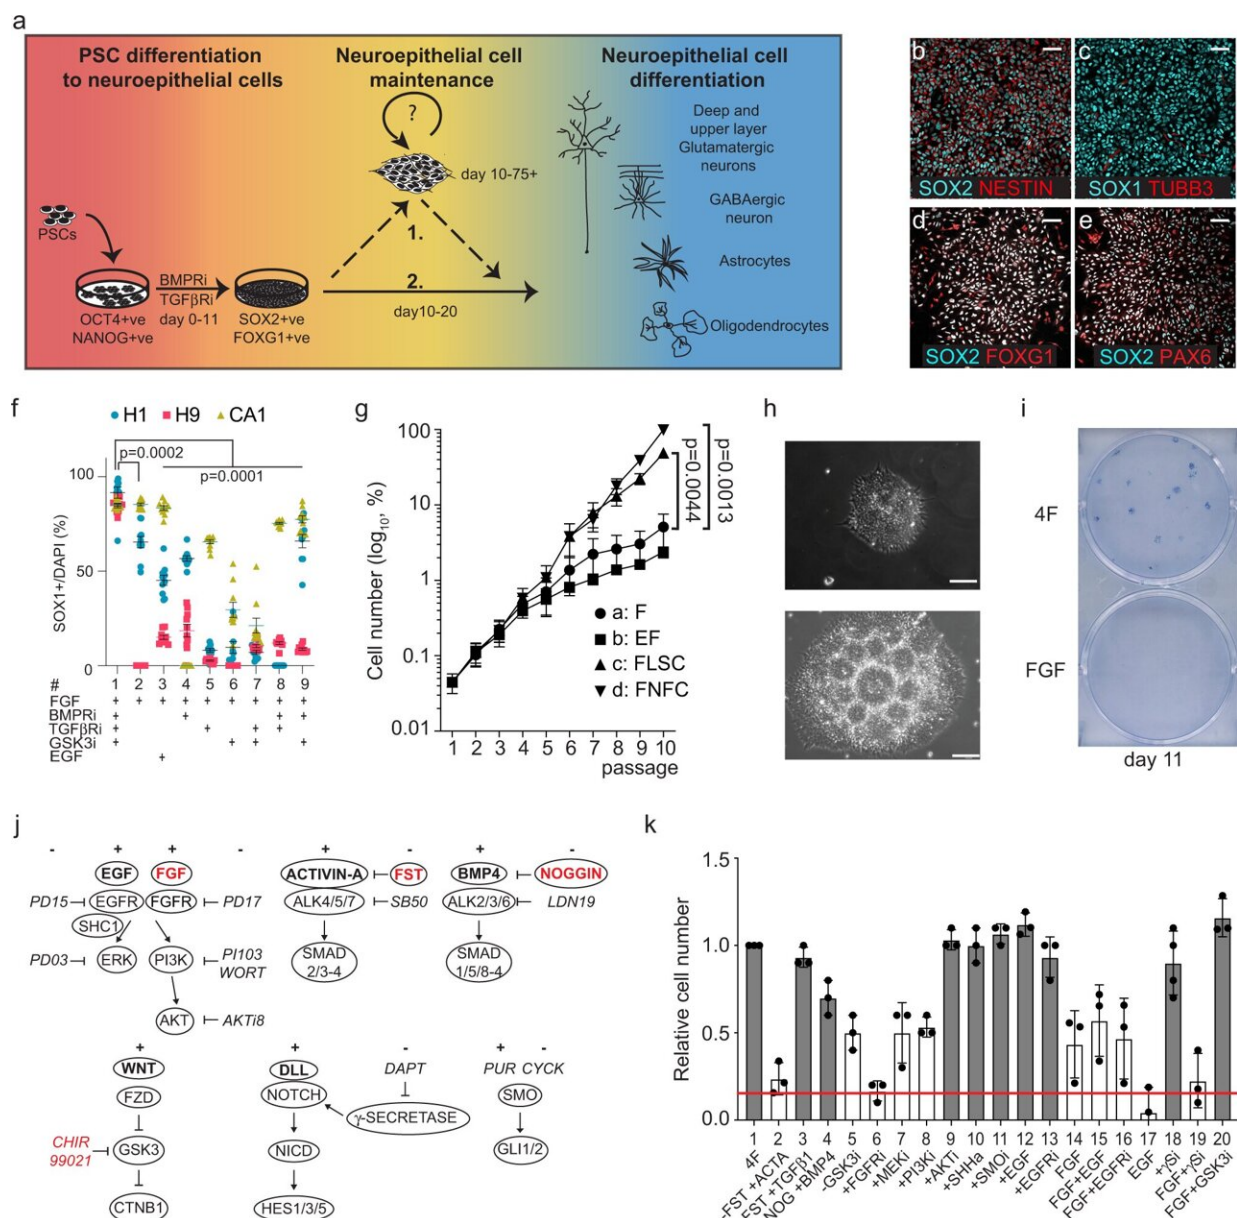 a
PSC differentiation
to neuroepithelial cells
Neuroepithelial cell
maintenance
Neuroepithelial cell
differentiation
?
day 10-75+
PSCs
BMPRi
TGFβRi
day 0-11
OCT4+ve
NANOG+ve
SOX2+ve
FOXG1+ve
1.
2.
day10-20
Deep and
upper layer
Glutamatergic
neurons
GABAergic
neuron
Astrocytes
Oligodendrocytes
b
SOX2 NESTIN
c
SOX1 TUBB3
d
SOX2 FOXG1
e
SOX2 PAX6
f
H1 H9 CA1
p=0.0002
p=0.0001
SOX1+/DAPI (%)
100
50
0
# 1 2 3 4 5 6 7 8 9
FGF + + + + + + + + +
BMPRi + + + +
TGFβRi + + + +
GSK3i + + + +
EGF +
g
Cell number (log10, %)
100
10
1
0.1
0.01
1 2 3 4 5 6 7 8 9 10
passage
a: F
b: EF
c: FLSC
d: FNFC
p=0.0044
p=0.0013
h
i
4F
FGF
day 11
j
- + + -
EGF FGF
PD15 EGFR FGFR PD17
SHC1
PD03 ERK PI3K PI103
WORT
AKT AKTi8
+ -
ACTIVIN-A FST
ALK4/5/7 SB50
SMAD
2/3-4
+ -
BMP4 NOGGIN
ALK2/3/6 LDN19
SMAD
1/5/8-4
+
WNT
FZD
CHIR
99021
GSK3
CTNB1
+ -
DLL DAPT
NOTCH
γ-SECRETASE
NICD
HES1/3/5
+ -
PUR CYCK
SMO
GLI1/2
k
Relative cell number
1.5
1.0
0.5
0.0
1 2 3 4 5 6 7 8 9 10 11 12 13 14 15 16 17 18 19 20
4F
-FST +ACTA
FST +TGFβ1
NOG +BMP4
-GSK3i
+FGFRi
+MEKi
+PI3Ki
+AKTi
+SHHa
+SMOi
+EGF
+EGFRi
FGF
FGF+EGF
FGF+EGFRi
EGF
+γSi
FGF+γSi
FGF+GSK3i